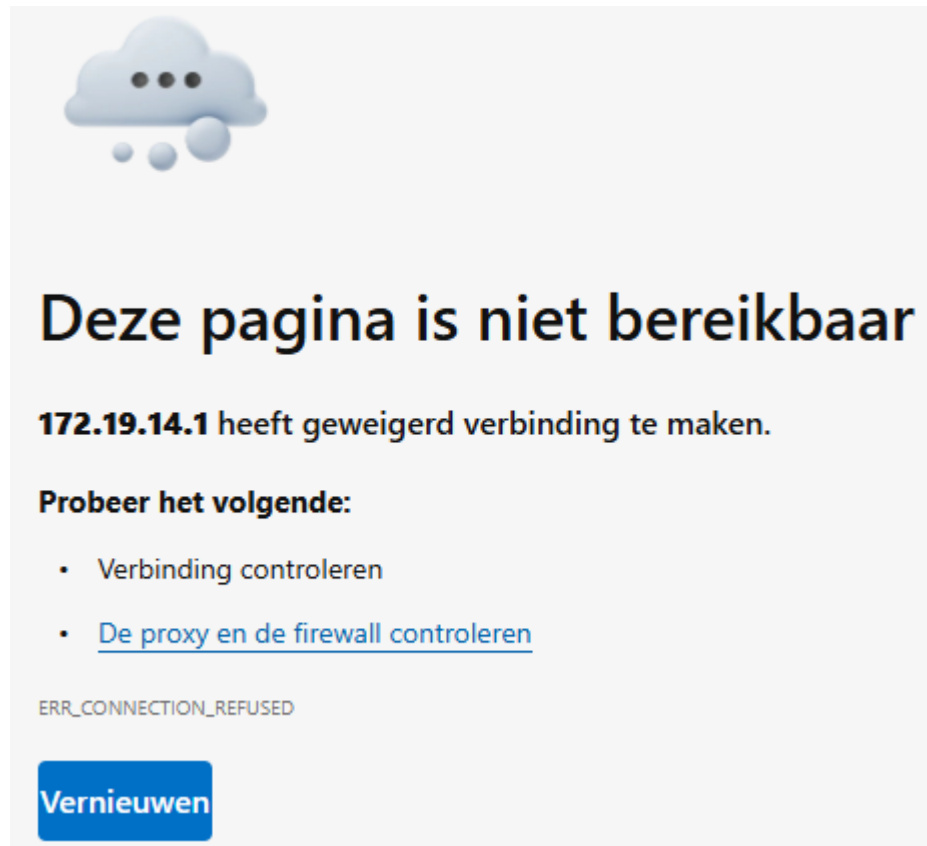 Deze pagina is niet bereikbaar
172.19.14.1 heeft geweigerd verbinding te maken.
Probeer het volgende:
• Verbinding controleren
• De proxy en de firewall controleren
ERR_CONNECTION_REFUSED
Vernieuwen